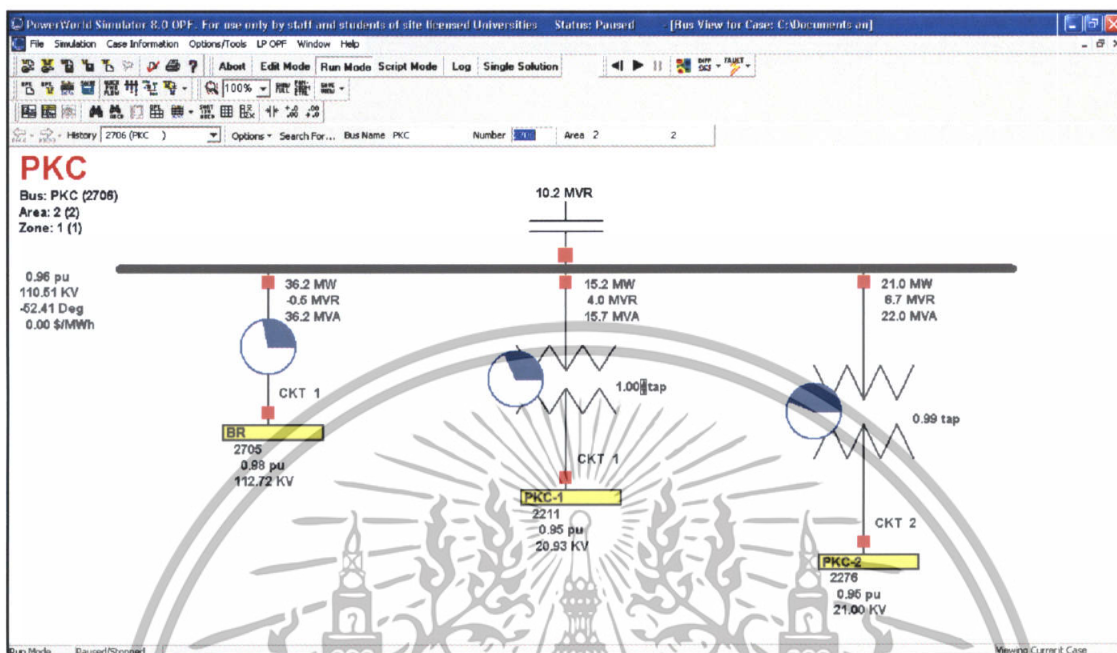 PowerWorld Simulator 8.0 OPF. For use only by staff and students of site licensed Universities Status: Paused - [Bus View for Case: C:\Documents an]
File Simulation Case Information Options/Tools LP OPF Window Help
Abort Edit Mode Run Mode Script Mode Log Single Solution
100%
History 2706 (PKC ) Options Search For... Bus Name PKC Number Area 2 2
PKC
Bus: PKC (2706)
Area: 2 (2)
Zone: 1 (1)
10.2 MVR
0.96 pu
110.51 KV
-52.41 Deg
0.00 $/MWh
36.2 MW
-0.5 MVR
36.2 MVA
15.2 MW
4.0 MVR
15.7 MVA
21.0 MW
6.7 MVR
22.0 MVA
CKT 1
1.00 tap
0.99 tap
BR
2705
0.98 pu
112.72 KV
CKT 1
PKC-1
2211
0.95 pu
20.93 KV
CKT 2
PKC-2
2276
0.95 pu
21.00 KV
Run Mode Paused/Stopped Viewing Current Case